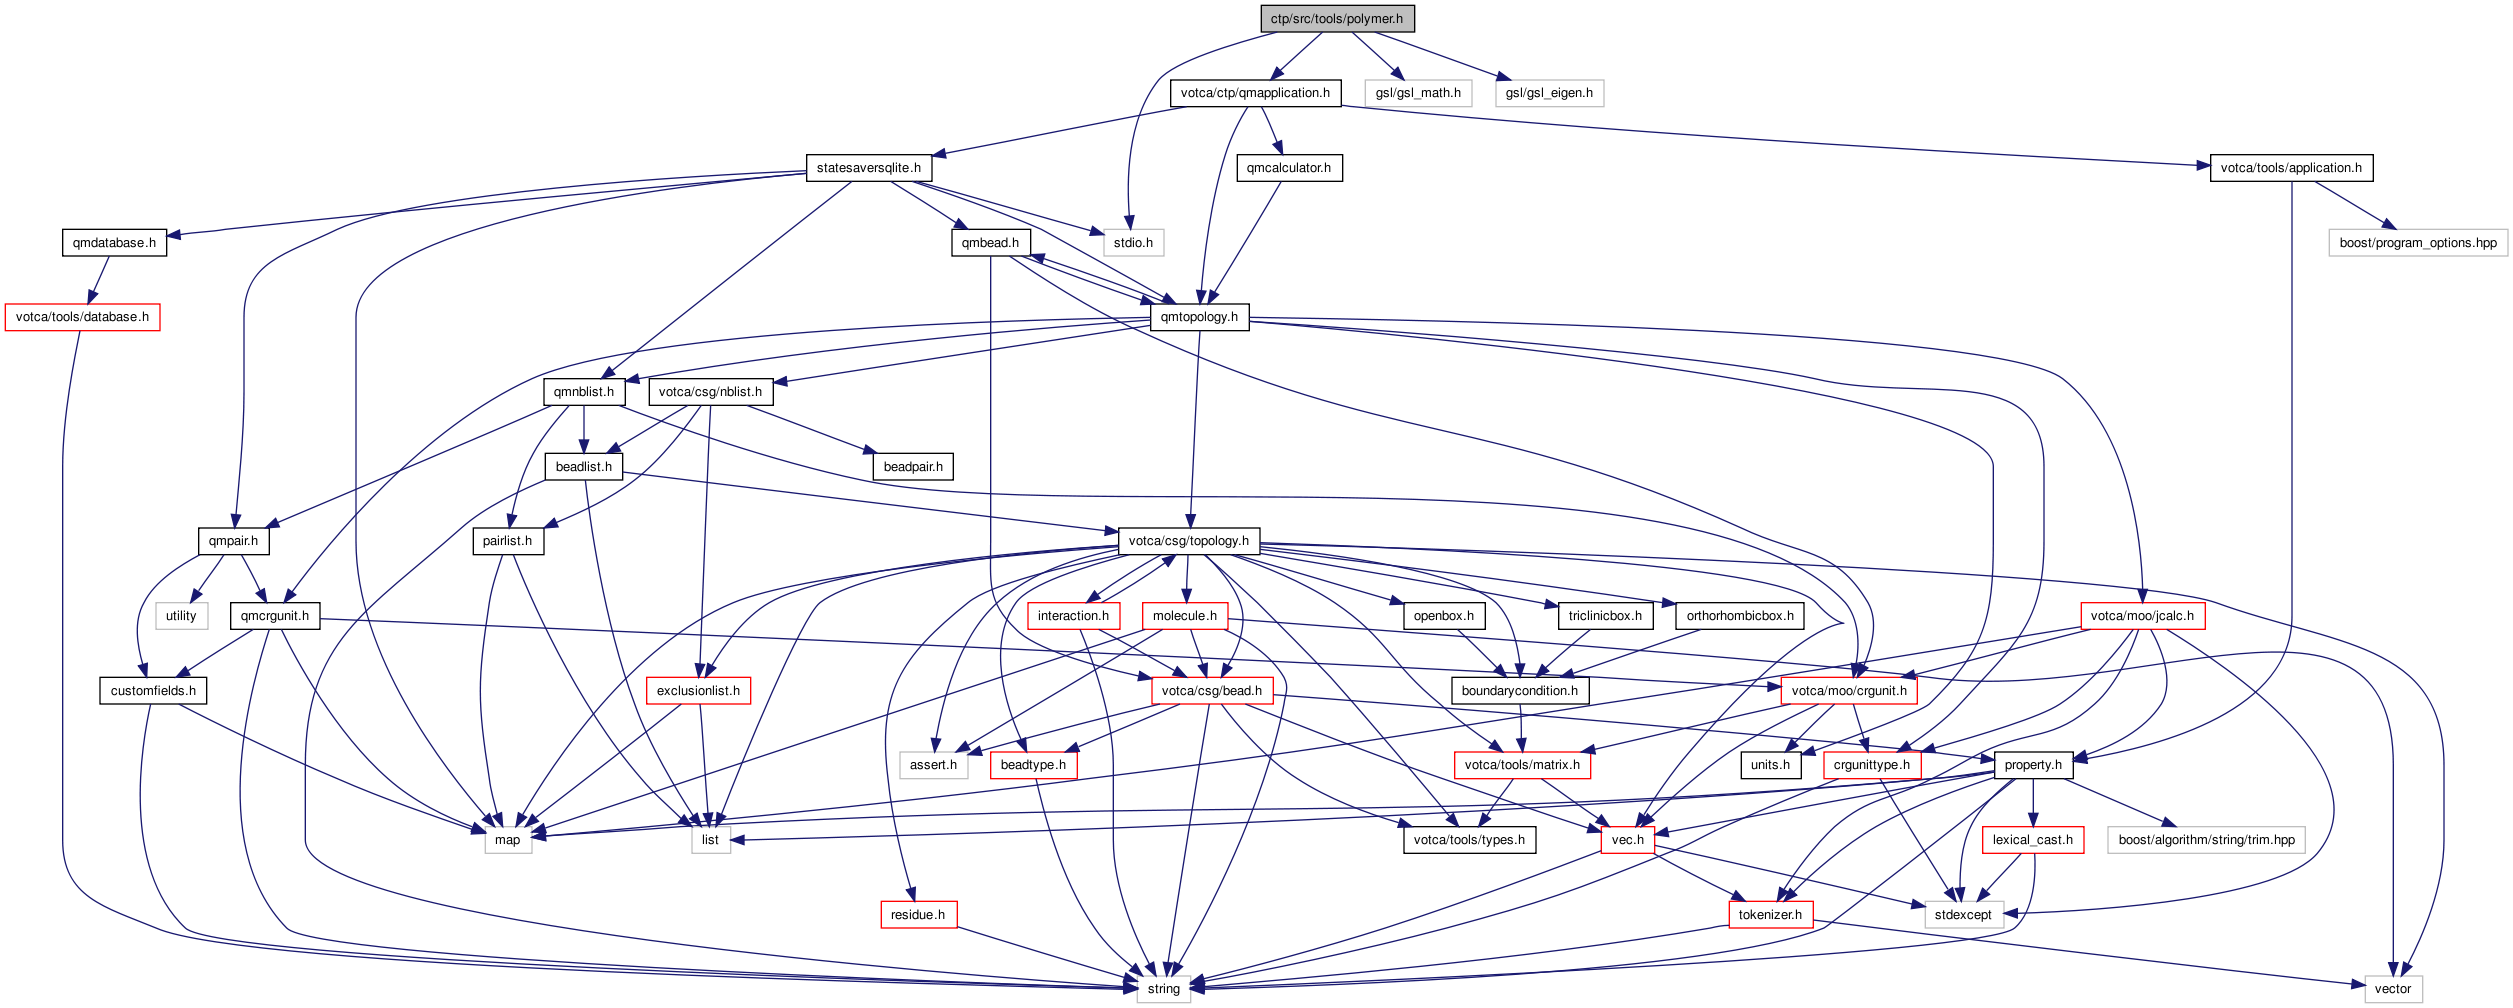 ctp/src/tools/polymer.h
votca/ctp/qmapplication.h
gsl/gsl_math.h
gsl/gsl_eigen.h
statesaversqlite.h
qmcalculator.h
votca/tools/application.h
qmdatabase.h
qmbead.h
stdio.h
boost/program_options.hpp
votca/tools/database.h
qmtopology.h
qmnblist.h
votca/csg/nblist.h
beadlist.h
beadpair.h
qmpair.h
pairlist.h
votca/csg/topology.h
utility
qmcrgunit.h
interaction.h
molecule.h
openbox.h
triclinicbox.h
orthorhombicbox.h
votca/moo/jcalc.h
customfields.h
exclusionlist.h
votca/csg/bead.h
boundarycondition.h
votca/moo/crgunit.h
assert.h
beadtype.h
votca/tools/matrix.h
units.h
crgunittype.h
property.h
map
list
votca/tools/types.h
vec.h
lexical_cast.h
boost/algorithm/string/trim.hpp
residue.h
tokenizer.h
stdexcept
string
vector